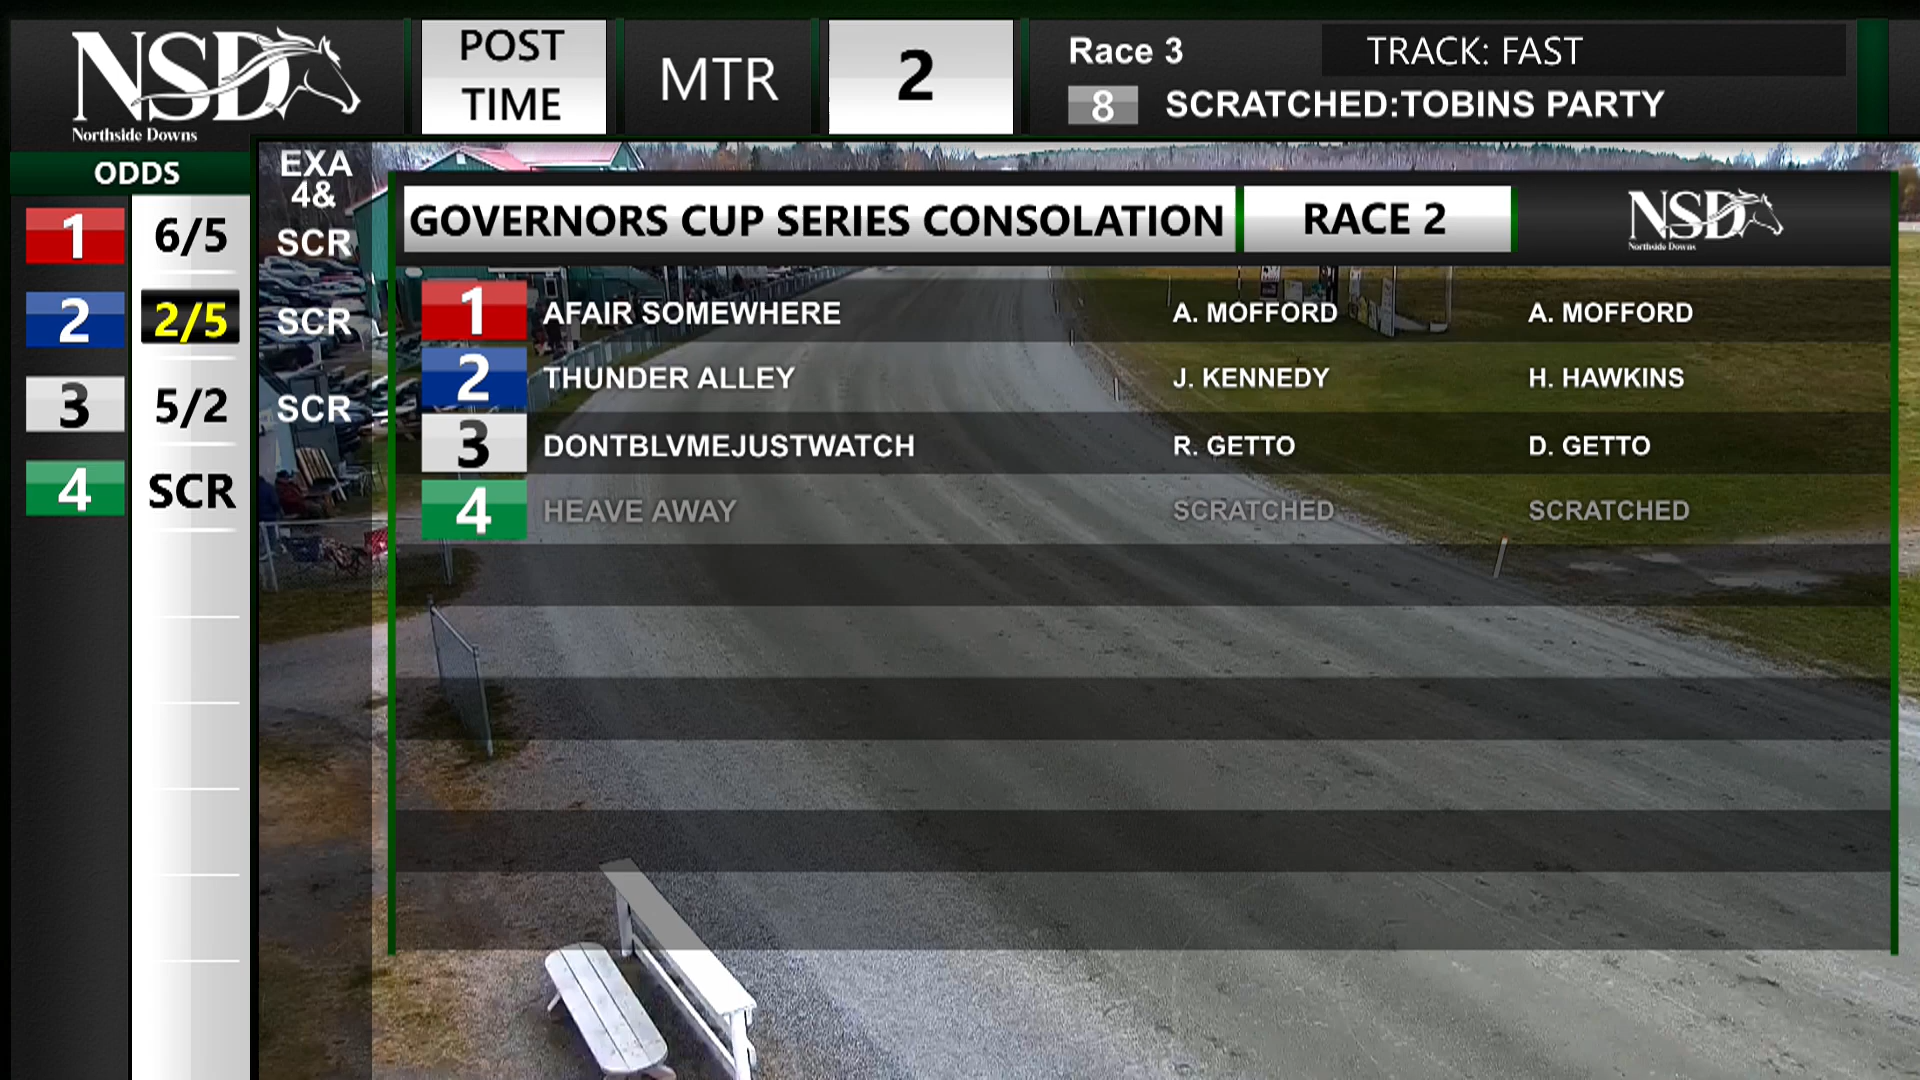 NSD
Northside Downs
POST
TIME
MTR
2
Race 3
TRACK: FAST
8 SCRATCHED:TOBINS PARTY
ODDS
1 6/5
2 2/5
3 5/2
4 SCR
EXA
4&
SCR
SCR
SCR
GOVERNORS CUP SERIES CONSOLATION
RACE 2
NSD
Northside Downs
1 AFAIR SOMEWHERE A. MOFFORD A. MOFFORD
2 THUNDER ALLEY J. KENNEDY H. HAWKINS
3 DONTBLVMEJUSTWATCH R. GETTO D. GETTO
4 HEAVE AWAY SCRATCHED SCRATCHED